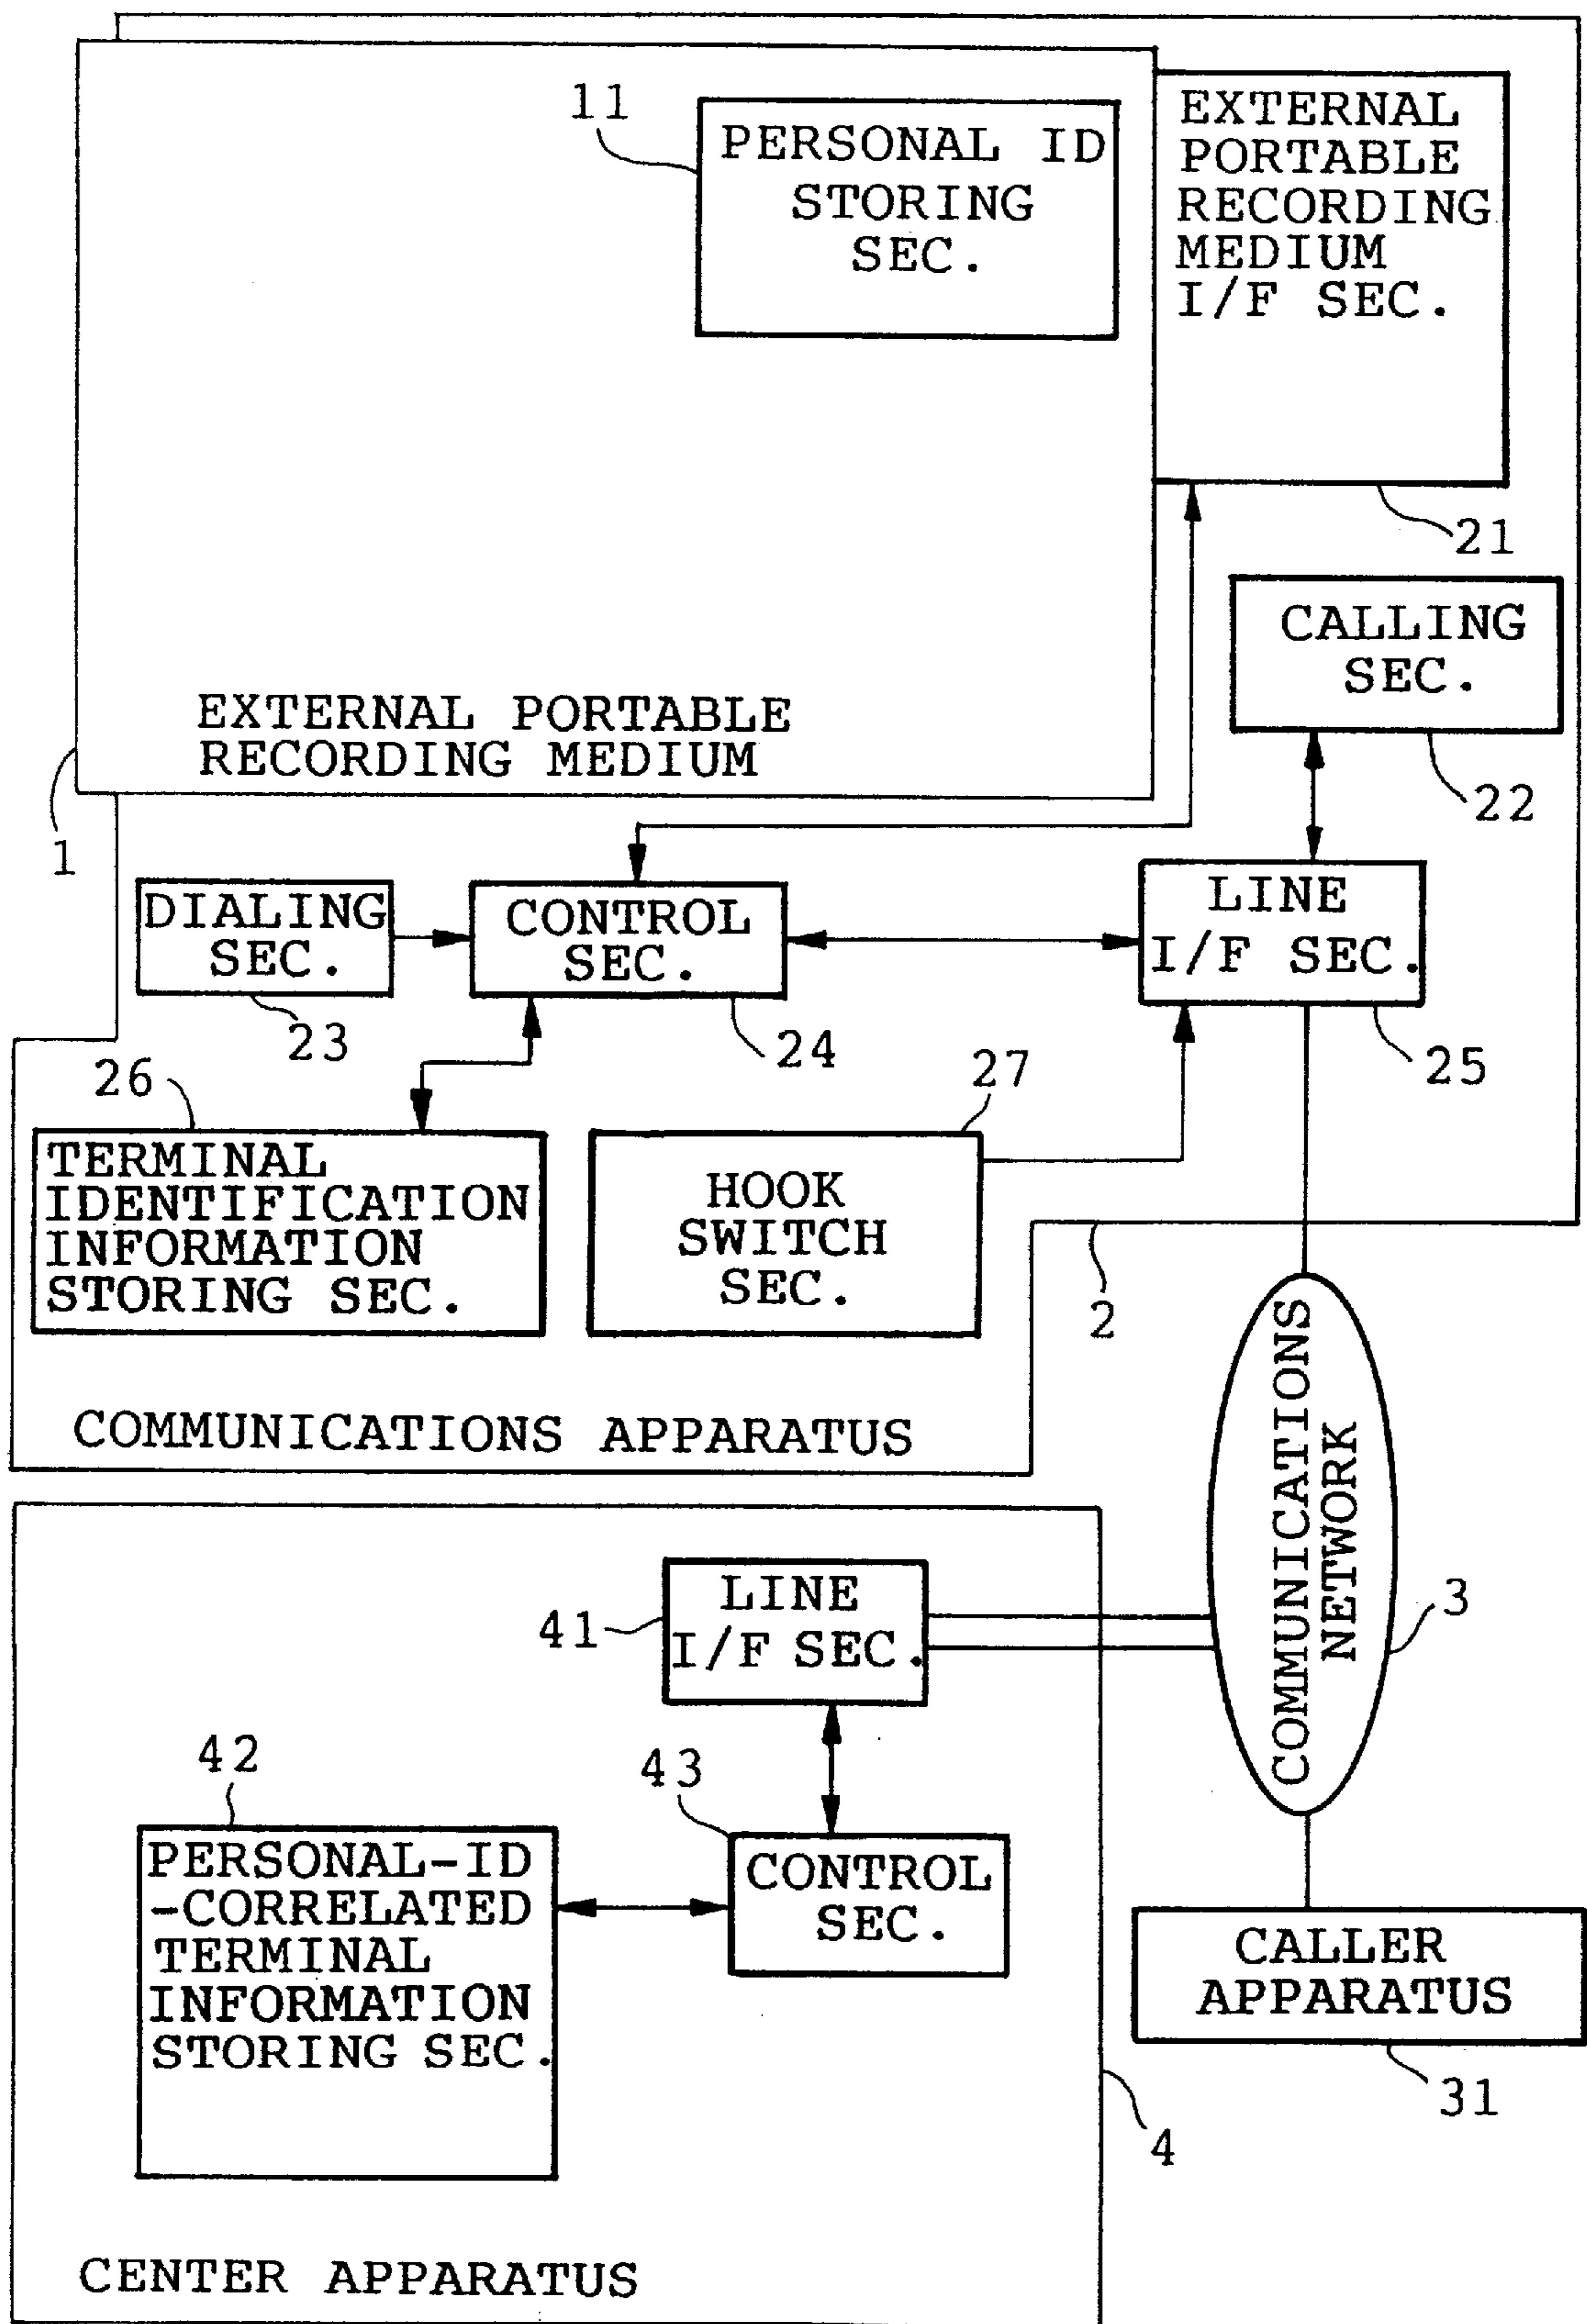 11
PERSONAL ID
STORING
SEC.
EXTERNAL
PORTABLE
RECORDING
MEDIUM
I/F SEC.
21
CALLING
SEC.
22
EXTERNAL PORTABLE
RECORDING MEDIUM
1
DIALING
SEC.
23
CONTROL
SEC.
24
LINE
I/F SEC.
25
26
TERMINAL
IDENTIFICATION
INFORMATION
STORING SEC.
27
HOOK
SWITCH
SEC.
2
COMMUNICATIONS APPARATUS
COMMUNICATIONS
NETWORK
3
41
LINE
I/F SEC.
42
PERSONAL-ID
-CORRELATED
TERMINAL
INFORMATION
STORING SEC.
43
CONTROL
SEC.
CALLER
APPARATUS
31
4
CENTER APPARATUS